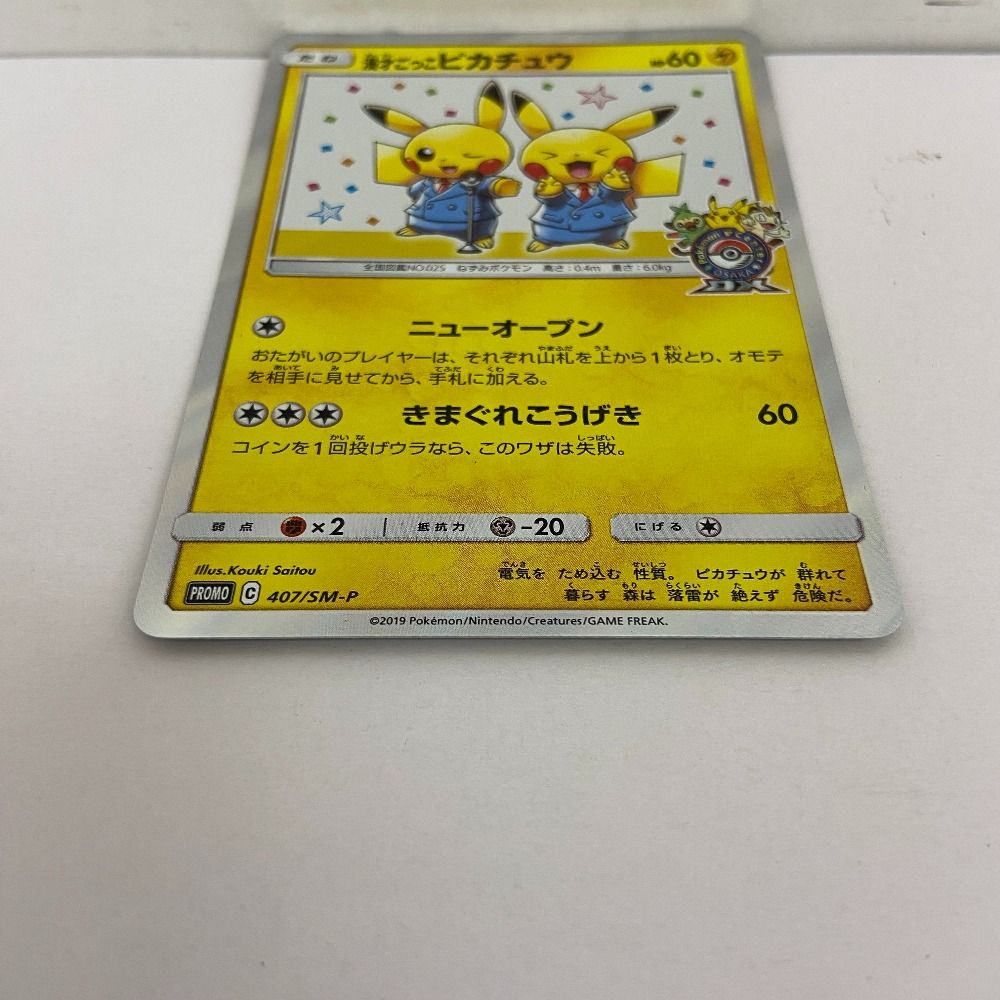 たね 漫才ごっこピカチュウ HP60
Pokémon Center
OSAKA
DX
全国図鑑NO.025 ねずみポケモン 高さ:0.4m 重さ:6.0kg
ニューオープン
おたがいのプレイヤーは、それぞれ山札を上から1枚とり、オモテ
を相手に見せてから、手札に加える。
きまぐれこうげき 60
コインを1回投げウラなら、このワザは失敗。
弱点 ×2 抵抗力 -20 にげる
Illus.Kouki Saitou
電気を ため込む 性質。 ピカチュウが 群れて
暮らす 森は 落雷が 絶えず 危険だ。
PROMO C 407/SM-P
©2019 Pokémon/Nintendo/Creatures/GAME FREAK.